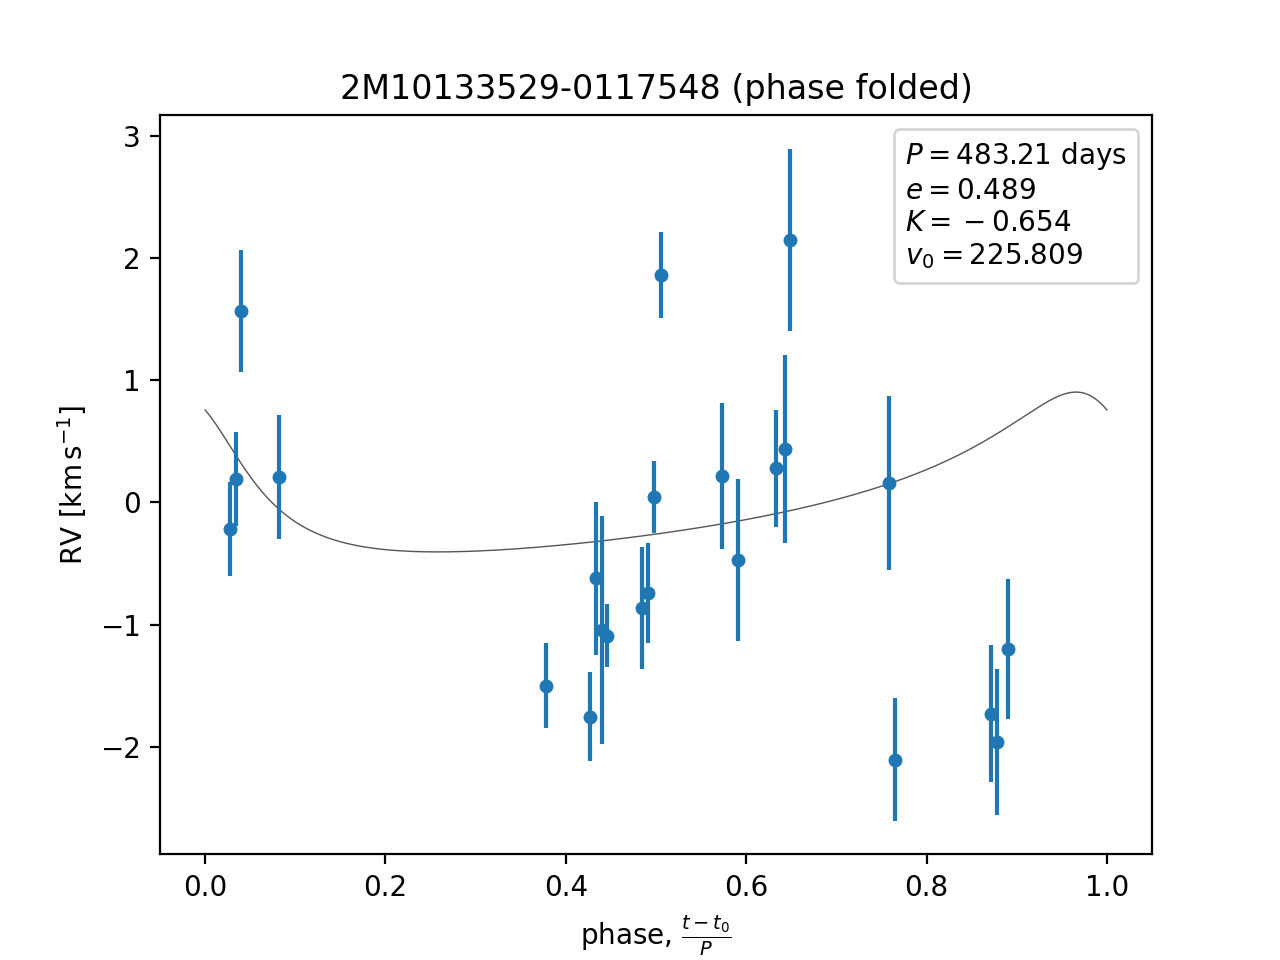 2M10133529-0117548 (phase folded)
P = 483.21 days
e = 0.489
K = −0.654
v₀ = 225.809
3
2
1
0
−1
−2
RV [km s⁻¹]
0.0 0.2 0.4 0.6 0.8 1.0
phase, (t − t₀)/P